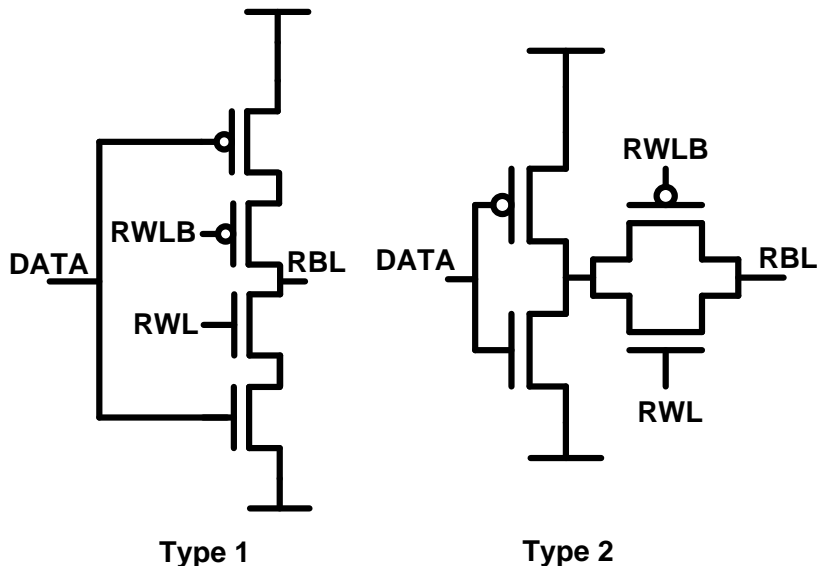 RWLB
DATA
RBL
RWL
Type 1
RWLB
DATA
RBL
RWL
Type 2